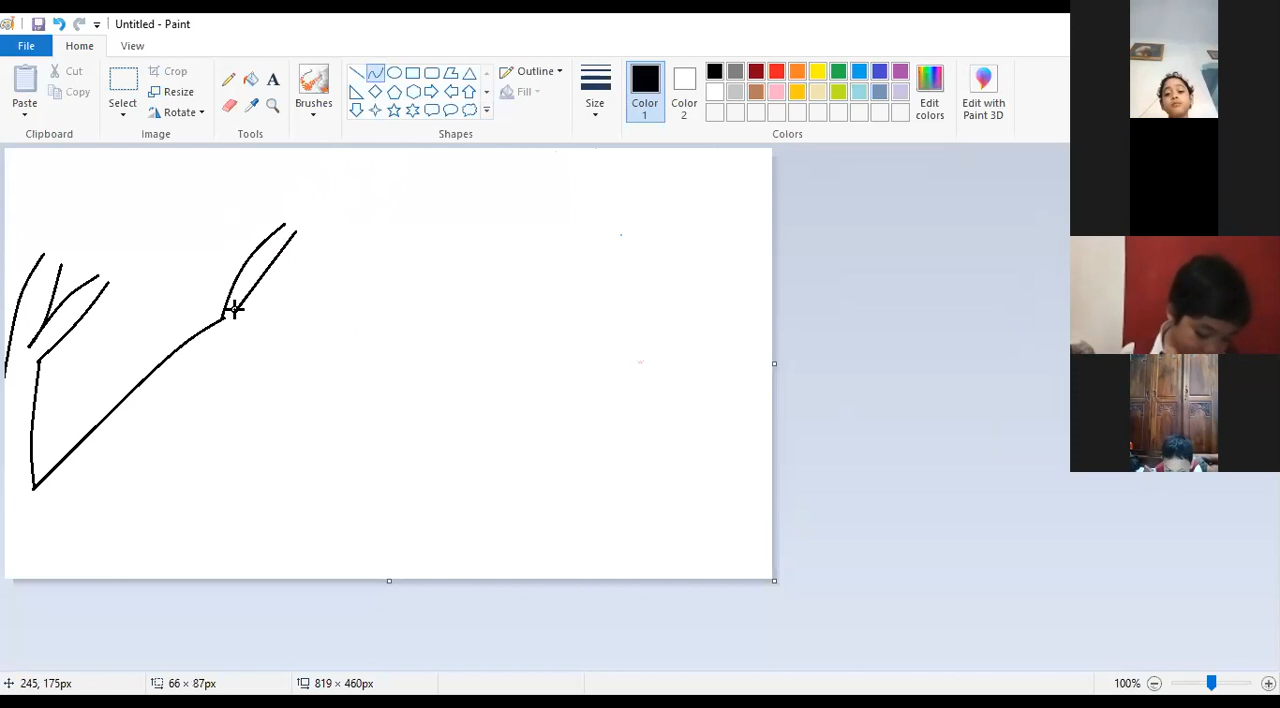 Untitled - Paint
File Home View
Paste
Cut
Copy
Clipboard
Select
Crop
Resize
Rotate
Image
A
Tools
Brushes
Shapes
Outline
Fill
Size
Color 1
Color 2
Edit colors
Colors
Edit with Paint 3D
245, 175px
66 × 87px
819 × 460px
100%